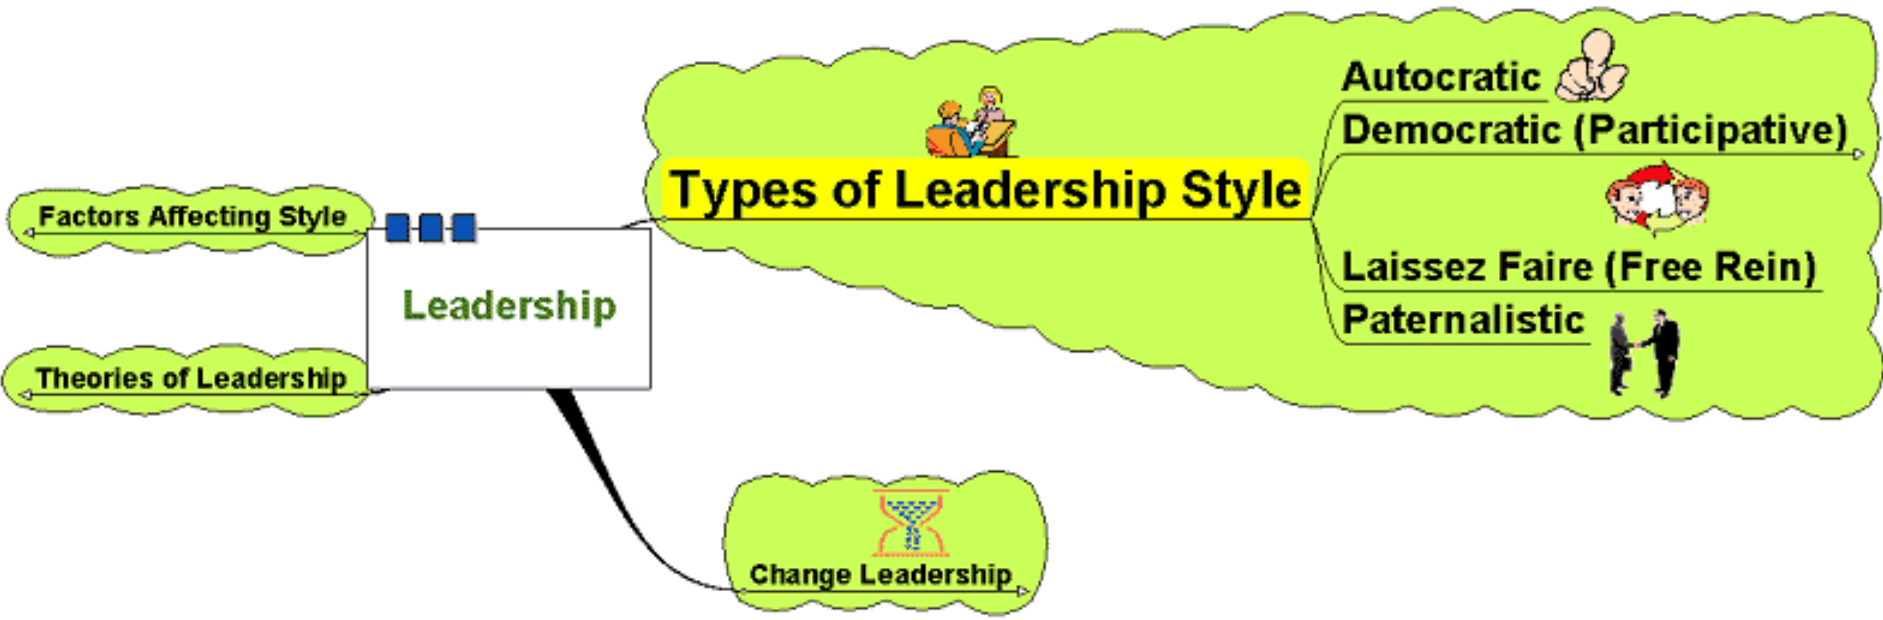 Autocratic
Democratic (Participative)
Types of Leadership Style
Factors Affecting Style
Laissez Faire (Free Rein)
Leadership
Paternalistic
Theories of Leadership
Change Leadership